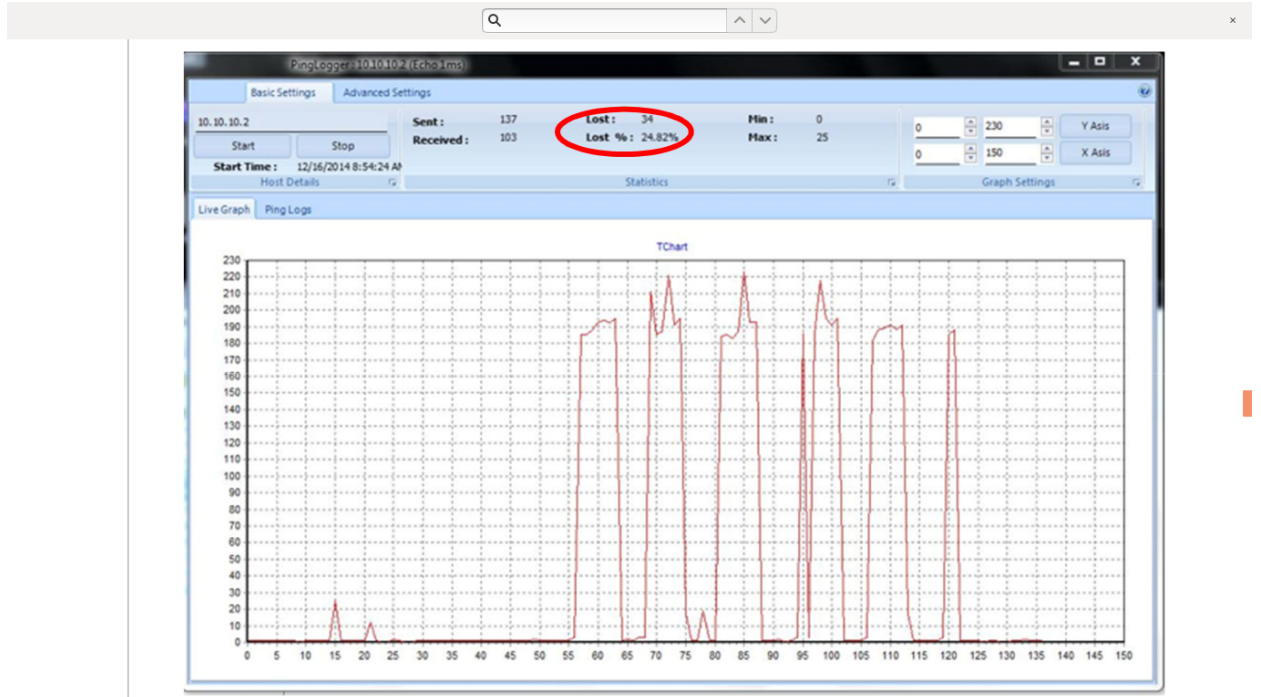 PingLogger : 10.10.10.2 (Echo 1ms)
Basic Settings Advanced Settings
10.10.10.2 Sent : 137 Lost : 34 Min : 0 0 230 Y Asis
Start Stop Received : 103 Lost % : 24.82% Max : 25 0 150 X Asis
Start Time : 12/16/2014 8:54:24 AM
Host Details Statistics Graph Settings
Live Graph Ping Logs
TChart
230
220
210
200
190
180
170
160
150
140
130
120
110
100
90
80
70
60
50
40
30
20
10
0
0 5 10 15 20 25 30 35 40 45 50 55 60 65 70 75 80 85 90 95 100 105 110 115 120 125 130 135 140 145 150